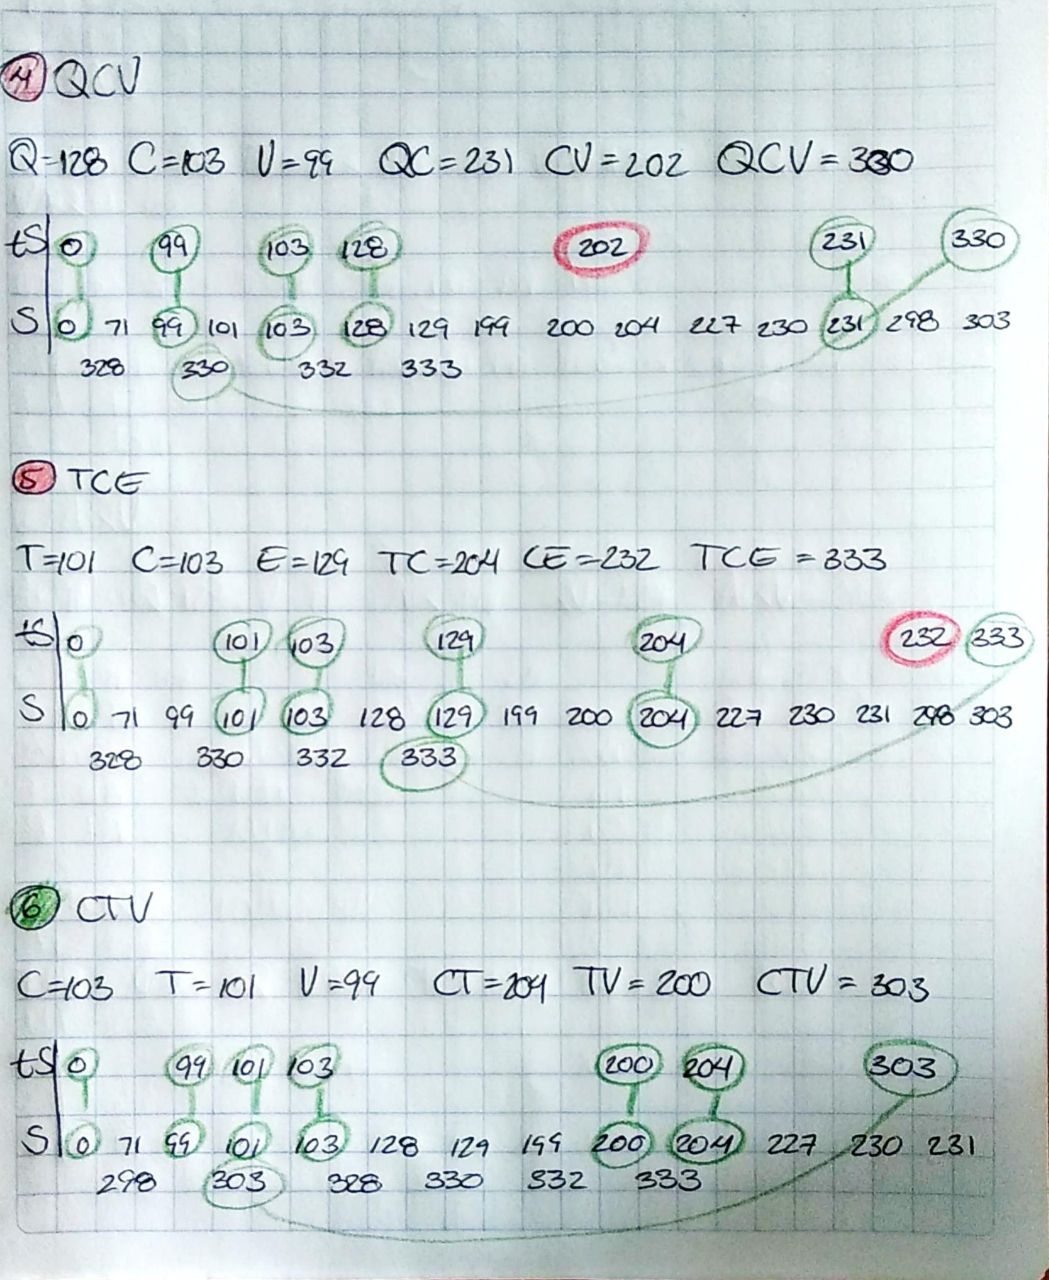 4 QCV
Q=128 C=103 V=99 QC=231 CV=202 QCV=330
tS 0 99 103 128 202 231 330
S 0 71 99 101 103 128 129 199 200 204 227 230 231 298 303
328 330 332 333
5 TCE
T=101 C=103 E=129 TC=204 CE=232 TCE=333
tS 0 101 103 129 204 232 333
S 0 71 99 101 103 128 129 199 200 204 227 230 231 298 303
328 330 332 333
6 CTV
C=103 T=101 V=99 CT=204 TV=200 CTV=303
tS 0 99 101 103 200 204 303
S 0 71 99 101 103 128 129 199 200 204 227 230 231
298 303 328 330 332 333